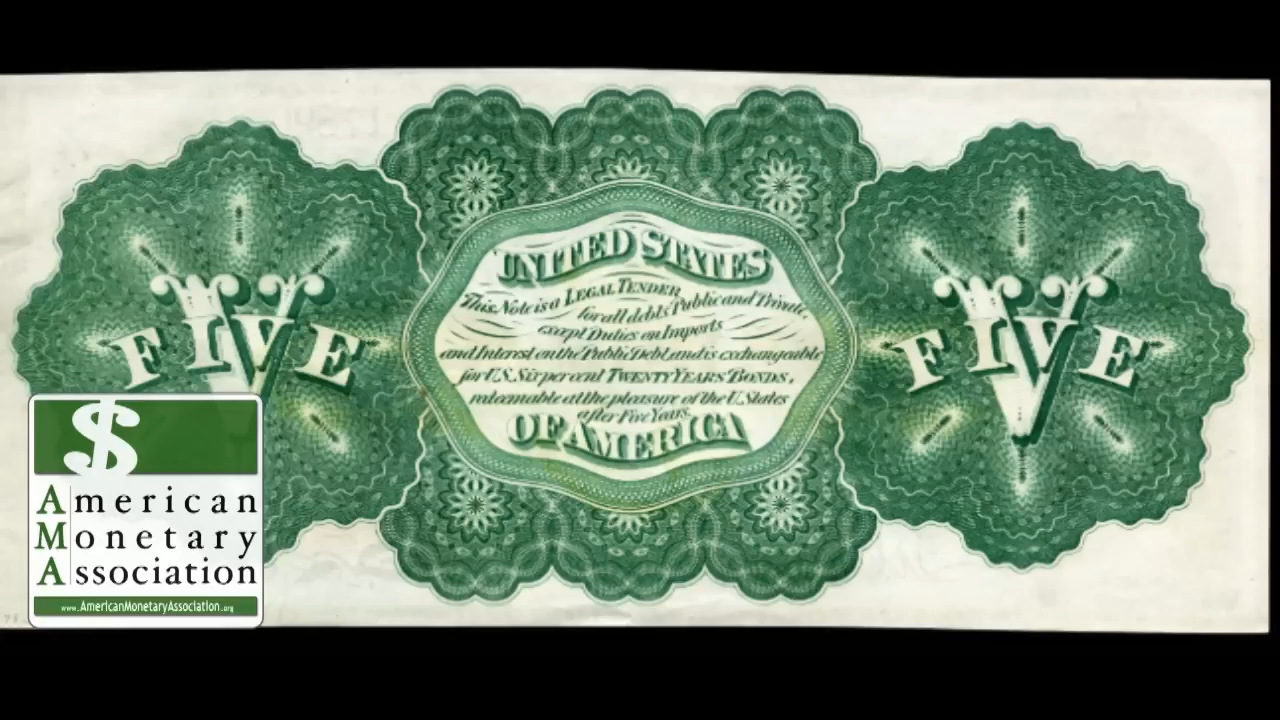 UNITED STATES
This Note is a LEGAL TENDER
for all debts Public and Private,
except Duties on Imports
and Interest on the Public Debt, and is exchangeable
for U.S. Six per cent TWENTY YEARS BONDS,
redeemable at the pleasure of the U. States
after Five Years.
OF AMERICA
V
FIVE
V
FIVE
$
American
Monetary
Association
www.AmericanMonetaryAssociation.org